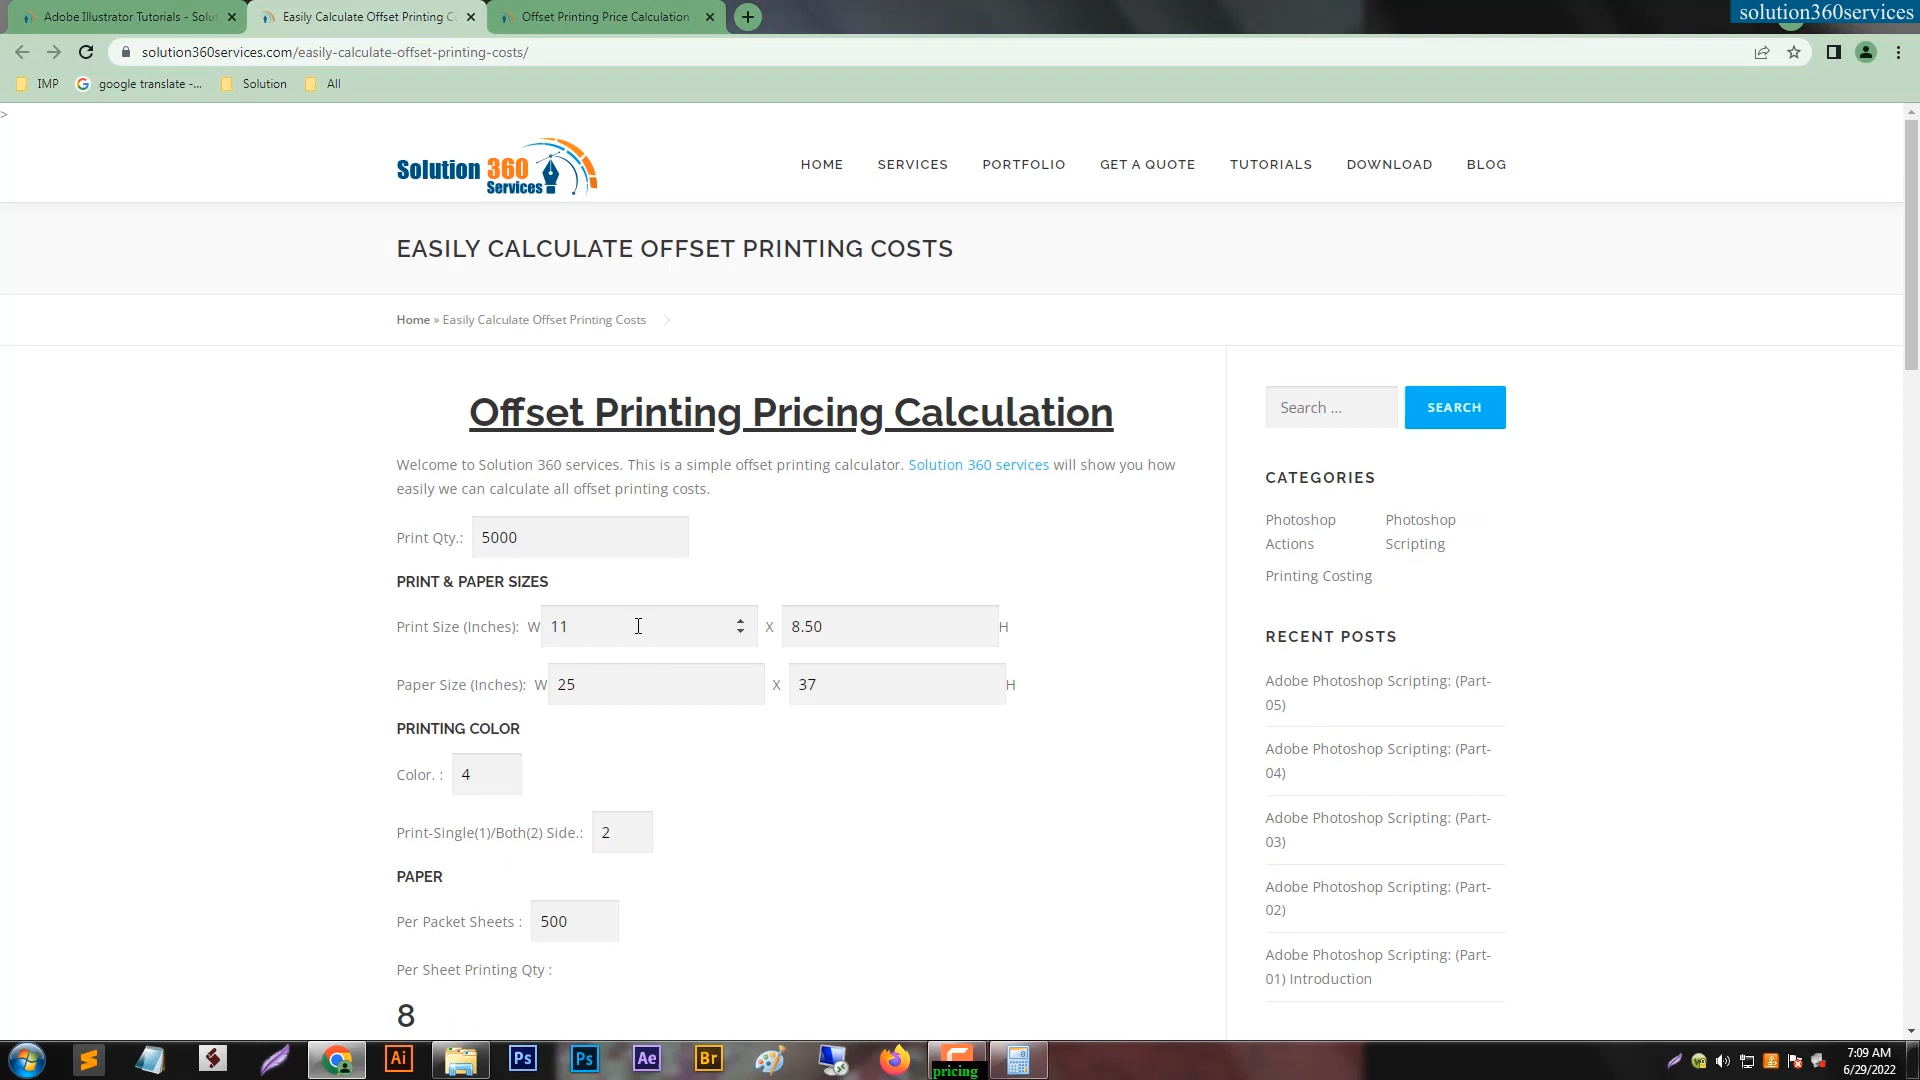 solution360services
Adobe Illustrator Tutorials - Solut
Easily Calculate Offset Printing C
Offset Printing Price Calculation
solution360services.com/easily-calculate-offset-printing-costs/
IMP
google translate -...
Solution
All
>
Solution 360 Services
HOME
SERVICES
PORTFOLIO
GET A QUOTE
TUTORIALS
DOWNLOAD
BLOG
EASILY CALCULATE OFFSET PRINTING COSTS
Home » Easily Calculate Offset Printing Costs
Offset Printing Pricing Calculation
Welcome to Solution 360 services. This is a simple offset printing calculator. Solution 360 services will show you how
easily we can calculate all offset printing costs.
Print Qty.: 5000
PRINT & PAPER SIZES
Print Size (Inches): W 11 X 8.50 H
Paper Size (Inches): W 25 X 37 H
PRINTING COLOR
Color. : 4
Print-Single(1)/Both(2) Side.: 2
PAPER
Per Packet Sheets : 500
Per Sheet Printing Qty :
8
Search ...
SEARCH
CATEGORIES
Photoshop Actions
Photoshop Scripting
Printing Costing
RECENT POSTS
Adobe Photoshop Scripting: (Part-
05)
Adobe Photoshop Scripting: (Part-
04)
Adobe Photoshop Scripting: (Part-
03)
Adobe Photoshop Scripting: (Part-
02)
Adobe Photoshop Scripting: (Part-
01) Introduction
Ai
Ps
Ps
Ae
Br
pricing
7:09 AM
6/29/2022